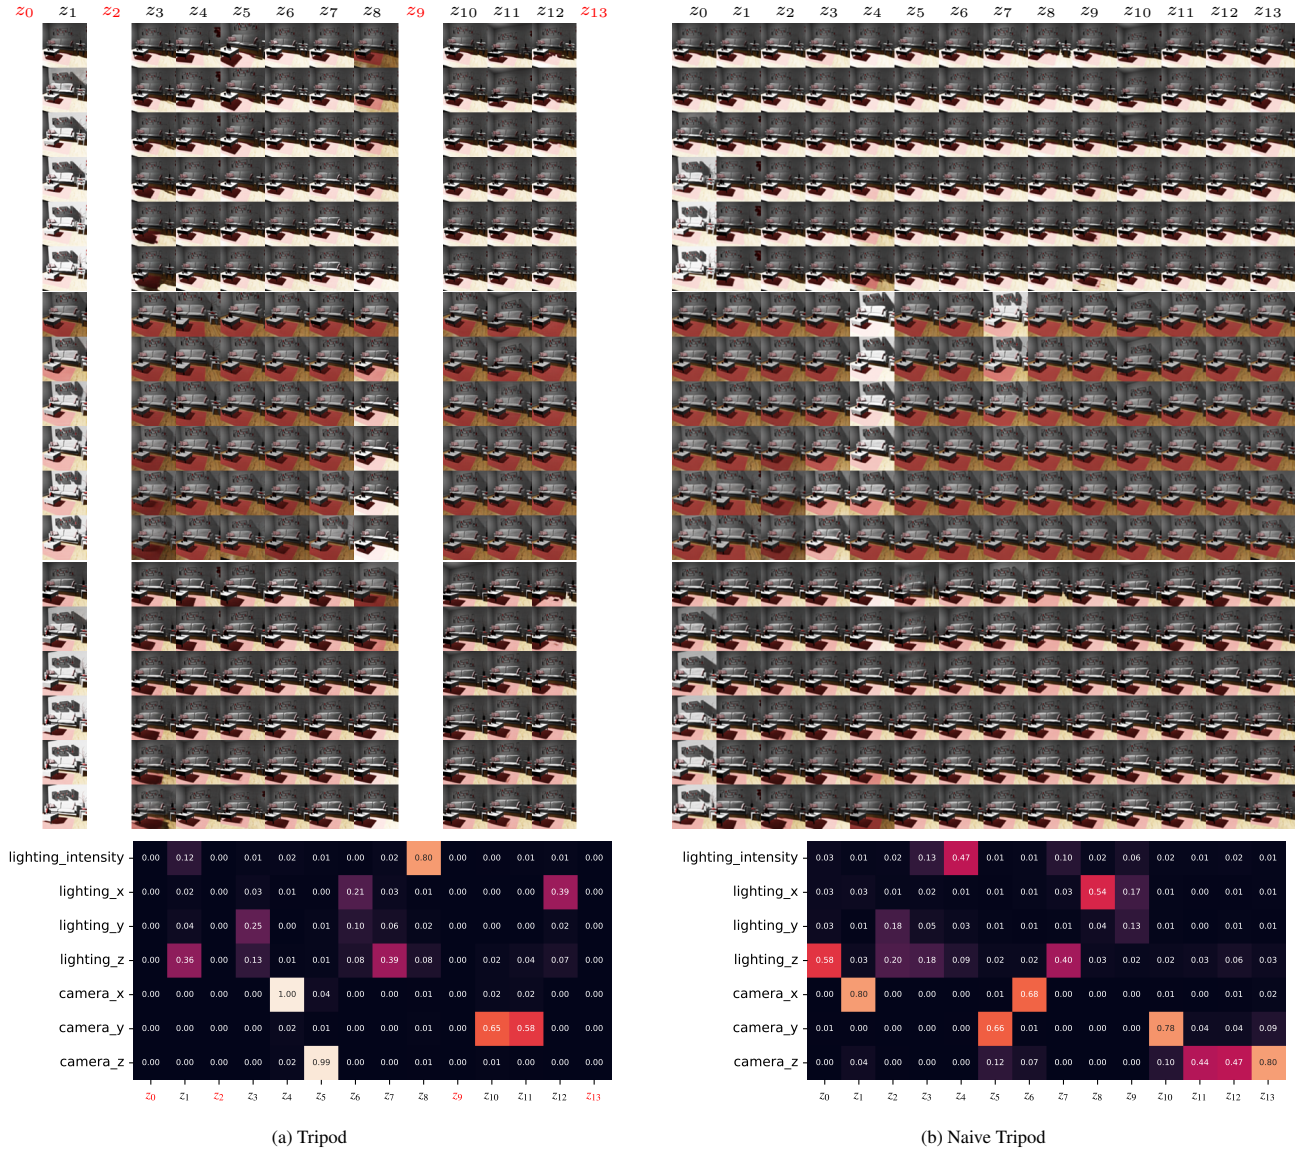 z0 z1 z2 z3 z4 z5 z6 z7 z8 z9 z10 z11 z12 z13
z0 z1 z2 z3 z4 z5 z6 z7 z8 z9 z10 z11 z12 z13
lighting_intensity 0.00 0.12 0.00 0.01 0.02 0.01 0.00 0.02 0.80 0.00 0.00 0.01 0.01 0.00
lighting_x 0.00 0.02 0.00 0.03 0.01 0.00 0.21 0.03 0.01 0.00 0.00 0.00 0.39 0.00
lighting_y 0.00 0.04 0.00 0.25 0.00 0.01 0.10 0.06 0.02 0.00 0.00 0.00 0.02 0.00
lighting_z 0.00 0.36 0.00 0.13 0.01 0.01 0.08 0.39 0.08 0.00 0.02 0.04 0.07 0.00
camera_x 0.00 0.00 0.00 0.00 1.00 0.04 0.00 0.00 0.01 0.00 0.02 0.02 0.00 0.00
camera_y 0.00 0.00 0.00 0.00 0.02 0.01 0.00 0.00 0.01 0.00 0.65 0.58 0.00 0.00
camera_z 0.00 0.00 0.00 0.00 0.02 0.99 0.00 0.01 0.01 0.00 0.01 0.00 0.00 0.00
z0 z1 z2 z3 z4 z5 z6 z7 z8 z9 z10 z11 z12 z13
(a) Tripod
lighting_intensity 0.03 0.01 0.02 0.13 0.47 0.01 0.01 0.10 0.02 0.06 0.02 0.01 0.02 0.01
lighting_x 0.03 0.03 0.01 0.02 0.01 0.01 0.01 0.03 0.54 0.17 0.01 0.00 0.01 0.01
lighting_y 0.03 0.01 0.18 0.05 0.03 0.01 0.01 0.01 0.04 0.13 0.01 0.00 0.01 0.00
lighting_z 0.58 0.03 0.20 0.18 0.09 0.02 0.02 0.40 0.03 0.02 0.02 0.03 0.06 0.03
camera_x 0.00 0.80 0.00 0.00 0.00 0.01 0.68 0.00 0.00 0.00 0.01 0.00 0.01 0.02
camera_y 0.01 0.00 0.00 0.00 0.00 0.66 0.01 0.00 0.00 0.00 0.78 0.04 0.04 0.09
camera_z 0.00 0.04 0.00 0.01 0.00 0.12 0.07 0.00 0.00 0.00 0.10 0.44 0.47 0.80
z0 z1 z2 z3 z4 z5 z6 z7 z8 z9 z10 z11 z12 z13
(b) Naive Tripod